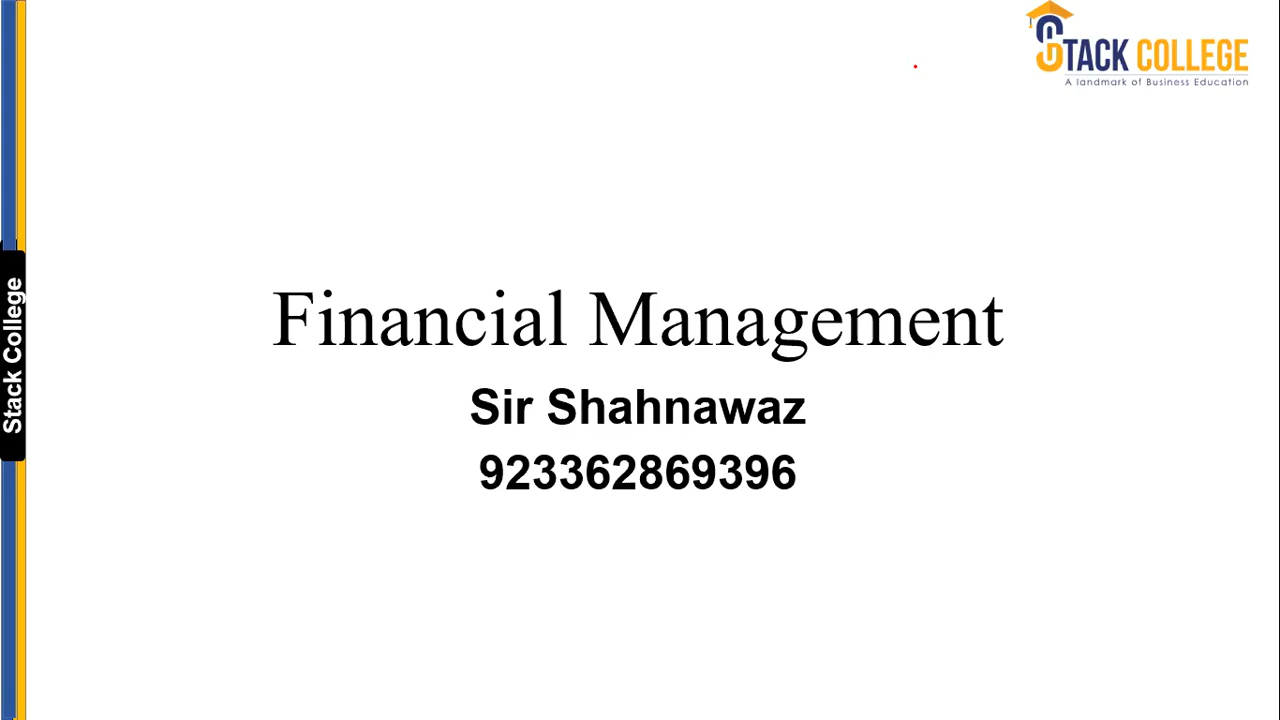 STACK COLLEGE
A landmark of Business Education
Financial Management
Sir Shahnawaz
923362869396
Stack College